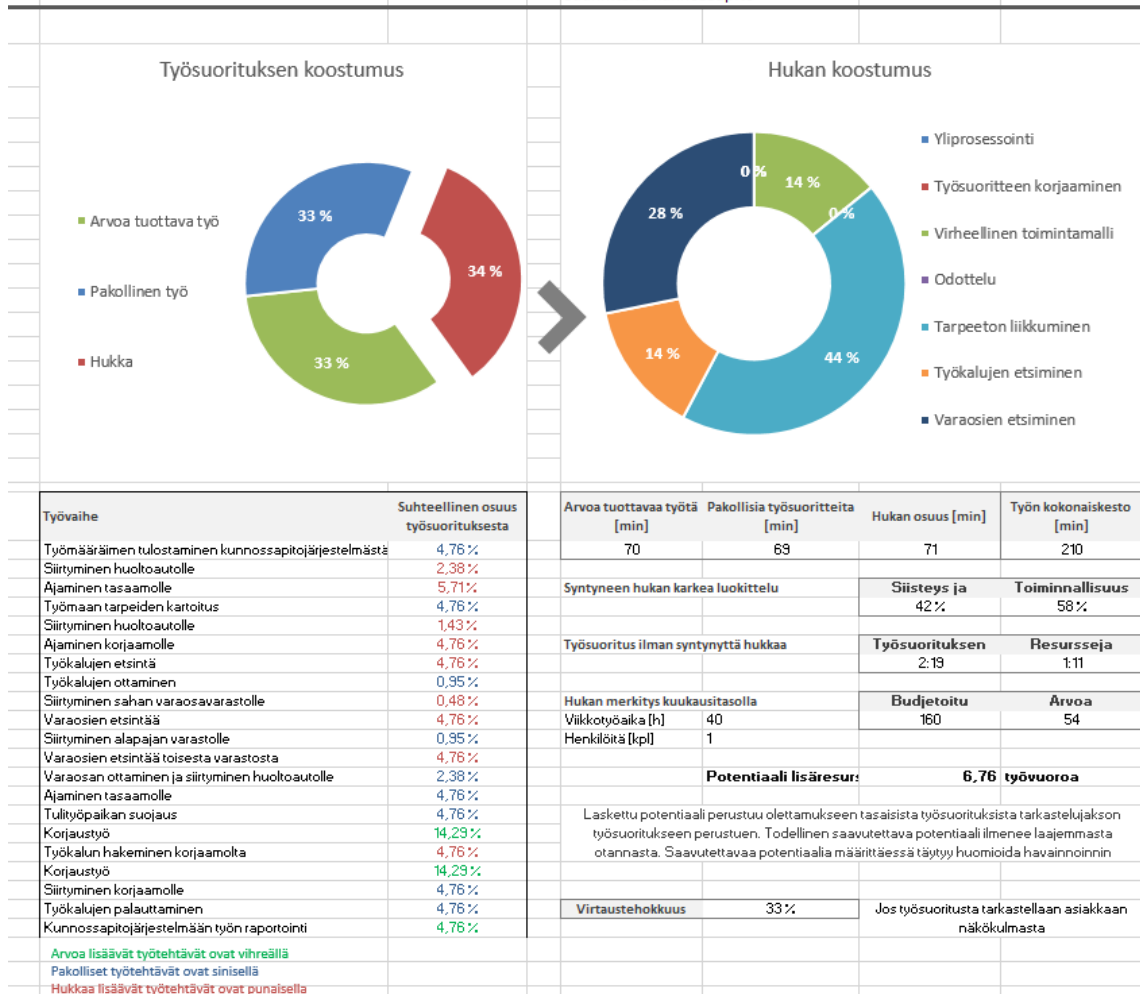 Työsuorituksen koostumus
33 %
34 %
33 %
Arvoa tuottava työ
Pakollinen työ
Hukka
Hukan koostumus
0 %
14 %
0 %
28 %
44 %
14 %
Yliprosessointi
Työsuoritteen korjaaminen
Virheellinen toimintamalli
Odottelu
Tarpeeton liikkuminen
Työkalujen etsiminen
Varaosien etsiminen
Työvaihe Suhteellinen osuus työsuorituksesta
Työmääräimen tulostaminen kunnossapitojärjestelmästä 4,76%
Siirtyminen huoltoautolle 2,38%
Ajaminen tasaamolle 5,71%
Työmaan tarpeiden kartoitus 4,76%
Siirtyminen huoltoautolle 1,43%
Ajaminen korjaamolle 4,76%
Työkalujen etsintä 4,76%
Työkalujen ottaminen 0,95%
Siirtyminen sahan varaosavarastolle 0,48%
Varaosien etsintää 4,76%
Siirtyminen alapajan varastolle 0,95%
Varaosien etsintää toisesta varastosta 4,76%
Varaosan ottaminen ja siirtyminen huoltoautolle 2,38%
Ajaminen tasaamolle 4,76%
Tulityöpaikan suojaus 4,76%
Korjaustyö 14,29%
Työkalun hakeminen korjaamolta 4,76%
Korjaustyö 14,29%
Siirtyminen korjaamolle 4,76%
Työkalujen palauttaminen 4,76%
Kunnossapitojärjestelmään työn raportointi 4,76%
Arvoa lisäävät työtehtävät ovat vihreällä
Pakolliset työtehtävät ovat sinisellä
Hukkaa lisäävät työtehtävät ovat punaisella
Arvoa tuottavaa työtä [min] Pakollisia työsuoritteita [min] Hukan osuus [min] Työn kokonaiskesto [min]
70 69 71 210
Syntyneen hukan karkea luokittelu Siisteys ja Toiminnallisuus
42% 58%
Työsuoritus ilman syntynyttä hukkaa Työsuorituksen Resursseja
2:19 1:11
Hukan merkitys kuukausitasolla Budjetoitu Arvoa
Viikkotyöaika [h] 40 160 54
Henkilöitä [kpl] 1
Potentiaali lisäresurs 6,76 työvuoroa
Laskettu potentiaali perustuu olettamukseen tasaisista työsuorituksista tarkastelujakson
työsuoritukseen perustuen. Todellinen saavutettava potentiaali ilmenee laajemmasta
otannasta. Saavutettavaa potentiaalia määrittäessä täytyy huomioida havainnoinnin
Virtaustehokkuus 33% Jos työsuoritusta tarkastellaan asiakkaan
näkökulmasta